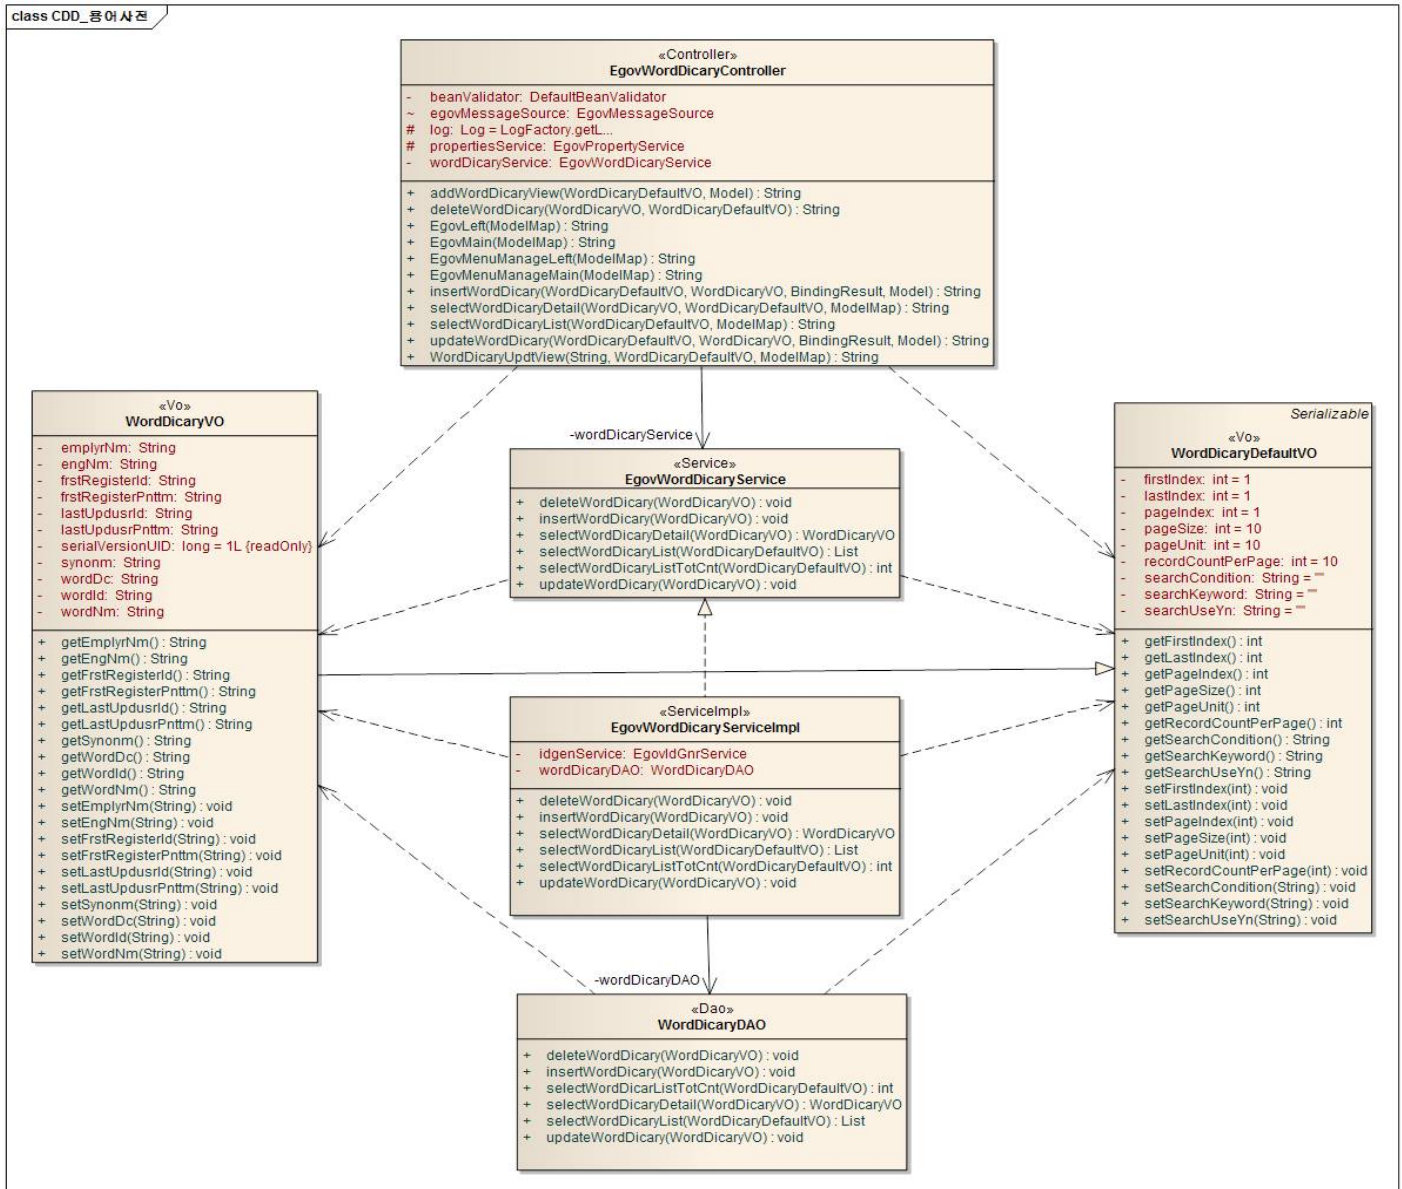 class CDD_용어사전
«Controller»
EgovWordDicaryController
- beanValidator: DefaultBeanValidator
~ egovMessageSource: EgovMessageSource
# log: Log = LogFactory.getL...
# propertiesService: EgovPropertyService
- wordDicaryService: EgovWordDicaryService
+ addWordDicaryView(WordDicaryDefaultVO, Model) : String
+ deleteWordDicary(WordDicaryVO, WordDicaryDefaultVO) : String
+ EgovLeft(ModelMap) : String
+ EgovMain(ModelMap) : String
+ EgovMenuManageLeft(ModelMap) : String
+ EgovMenuManageMain(ModelMap) : String
+ insertWordDicary(WordDicaryDefaultVO, WordDicaryVO, BindingResult, Model) : String
+ selectWordDicaryDetail(WordDicaryVO, WordDicaryDefaultVO, ModelMap) : String
+ selectWordDicaryList(WordDicaryDefaultVO, ModelMap) : String
+ updateWordDicary(WordDicaryDefaultVO, WordDicaryVO, BindingResult, Model) : String
+ WordDicaryUpdtView(String, WordDicaryDefaultVO, ModelMap) : String
«Vo»
WordDicaryVO
- emplyrNm: String
- engNm: String
- frstRegisterId: String
- frstRegisterPnttm: String
- lastUpdusrId: String
- lastUpdusrPnttm: String
- serialVersionUID: long = 1L {readOnly}
- synonm: String
- wordDc: String
- wordId: String
- wordNm: String
+ getEmplyrNm() : String
+ getEngNm() : String
+ getFrstRegisterId() : String
+ getFrstRegisterPnttm() : String
+ getLastUpdusrId() : String
+ getLastUpdusrPnttm() : String
+ getSynonm() : String
+ getWordDc() : String
+ getWordId() : String
+ getWordNm() : String
+ setEmplyrNm(String) : void
+ setEngNm(String) : void
+ setFrstRegisterId(String) : void
+ setFrstRegisterPnttm(String) : void
+ setLastUpdusrId(String) : void
+ setLastUpdusrPnttm(String) : void
+ setSynonm(String) : void
+ setWordDc(String) : void
+ setWordId(String) : void
+ setWordNm(String) : void
-wordDicaryService
«Service»
EgovWordDicaryService
+ deleteWordDicary(WordDicaryVO) : void
+ insertWordDicary(WordDicaryVO) : void
+ selectWordDicaryDetail(WordDicaryVO) : WordDicaryVO
+ selectWordDicaryList(WordDicaryDefaultVO) : List
+ selectWordDicaryListTotCnt(WordDicaryDefaultVO) : int
+ updateWordDicary(WordDicaryVO) : void
«ServiceImpl»
EgovWordDicaryServiceImpl
- idgenService: EgovIdGnrService
- wordDicaryDAO: WordDicaryDAO
+ deleteWordDicary(WordDicaryVO) : void
+ insertWordDicary(WordDicaryVO) : void
+ selectWordDicaryDetail(WordDicaryVO) : WordDicaryVO
+ selectWordDicaryList(WordDicaryDefaultVO) : List
+ selectWordDicaryListTotCnt(WordDicaryDefaultVO) : int
+ updateWordDicary(WordDicaryVO) : void
-wordDicaryDAO
«Dao»
WordDicaryDAO
+ deleteWordDicary(WordDicaryVO) : void
+ insertWordDicary(WordDicaryVO) : void
+ selectWordDicarListTotCnt(WordDicaryDefaultVO) : int
+ selectWordDicaryDetail(WordDicaryVO) : WordDicaryVO
+ selectWordDicaryList(WordDicaryDefaultVO) : List
+ updateWordDicary(WordDicaryVO) : void
Serializable
«Vo»
WordDicaryDefaultVO
- firstIndex: int = 1
- lastIndex: int = 1
- pageIndex: int = 1
- pageSize: int = 10
- pageUnit: int = 10
- recordCountPerPage: int = 10
- searchCondition: String = ""
- searchKeyword: String = ""
- searchUseYn: String = ""
+ getFirstIndex() : int
+ getLastIndex() : int
+ getPageIndex() : int
+ getPageSize() : int
+ getPageUnit() : int
+ getRecordCountPerPage() : int
+ getSearchCondition() : String
+ getSearchKeyword() : String
+ getSearchUseYn() : String
+ setFirstIndex(int) : void
+ setLastIndex(int) : void
+ setPageIndex(int) : void
+ setPageSize(int) : void
+ setPageUnit(int) : void
+ setRecordCountPerPage(int) : void
+ setSearchCondition(String) : void
+ setSearchKeyword(String) : void
+ setSearchUseYn(String) : void